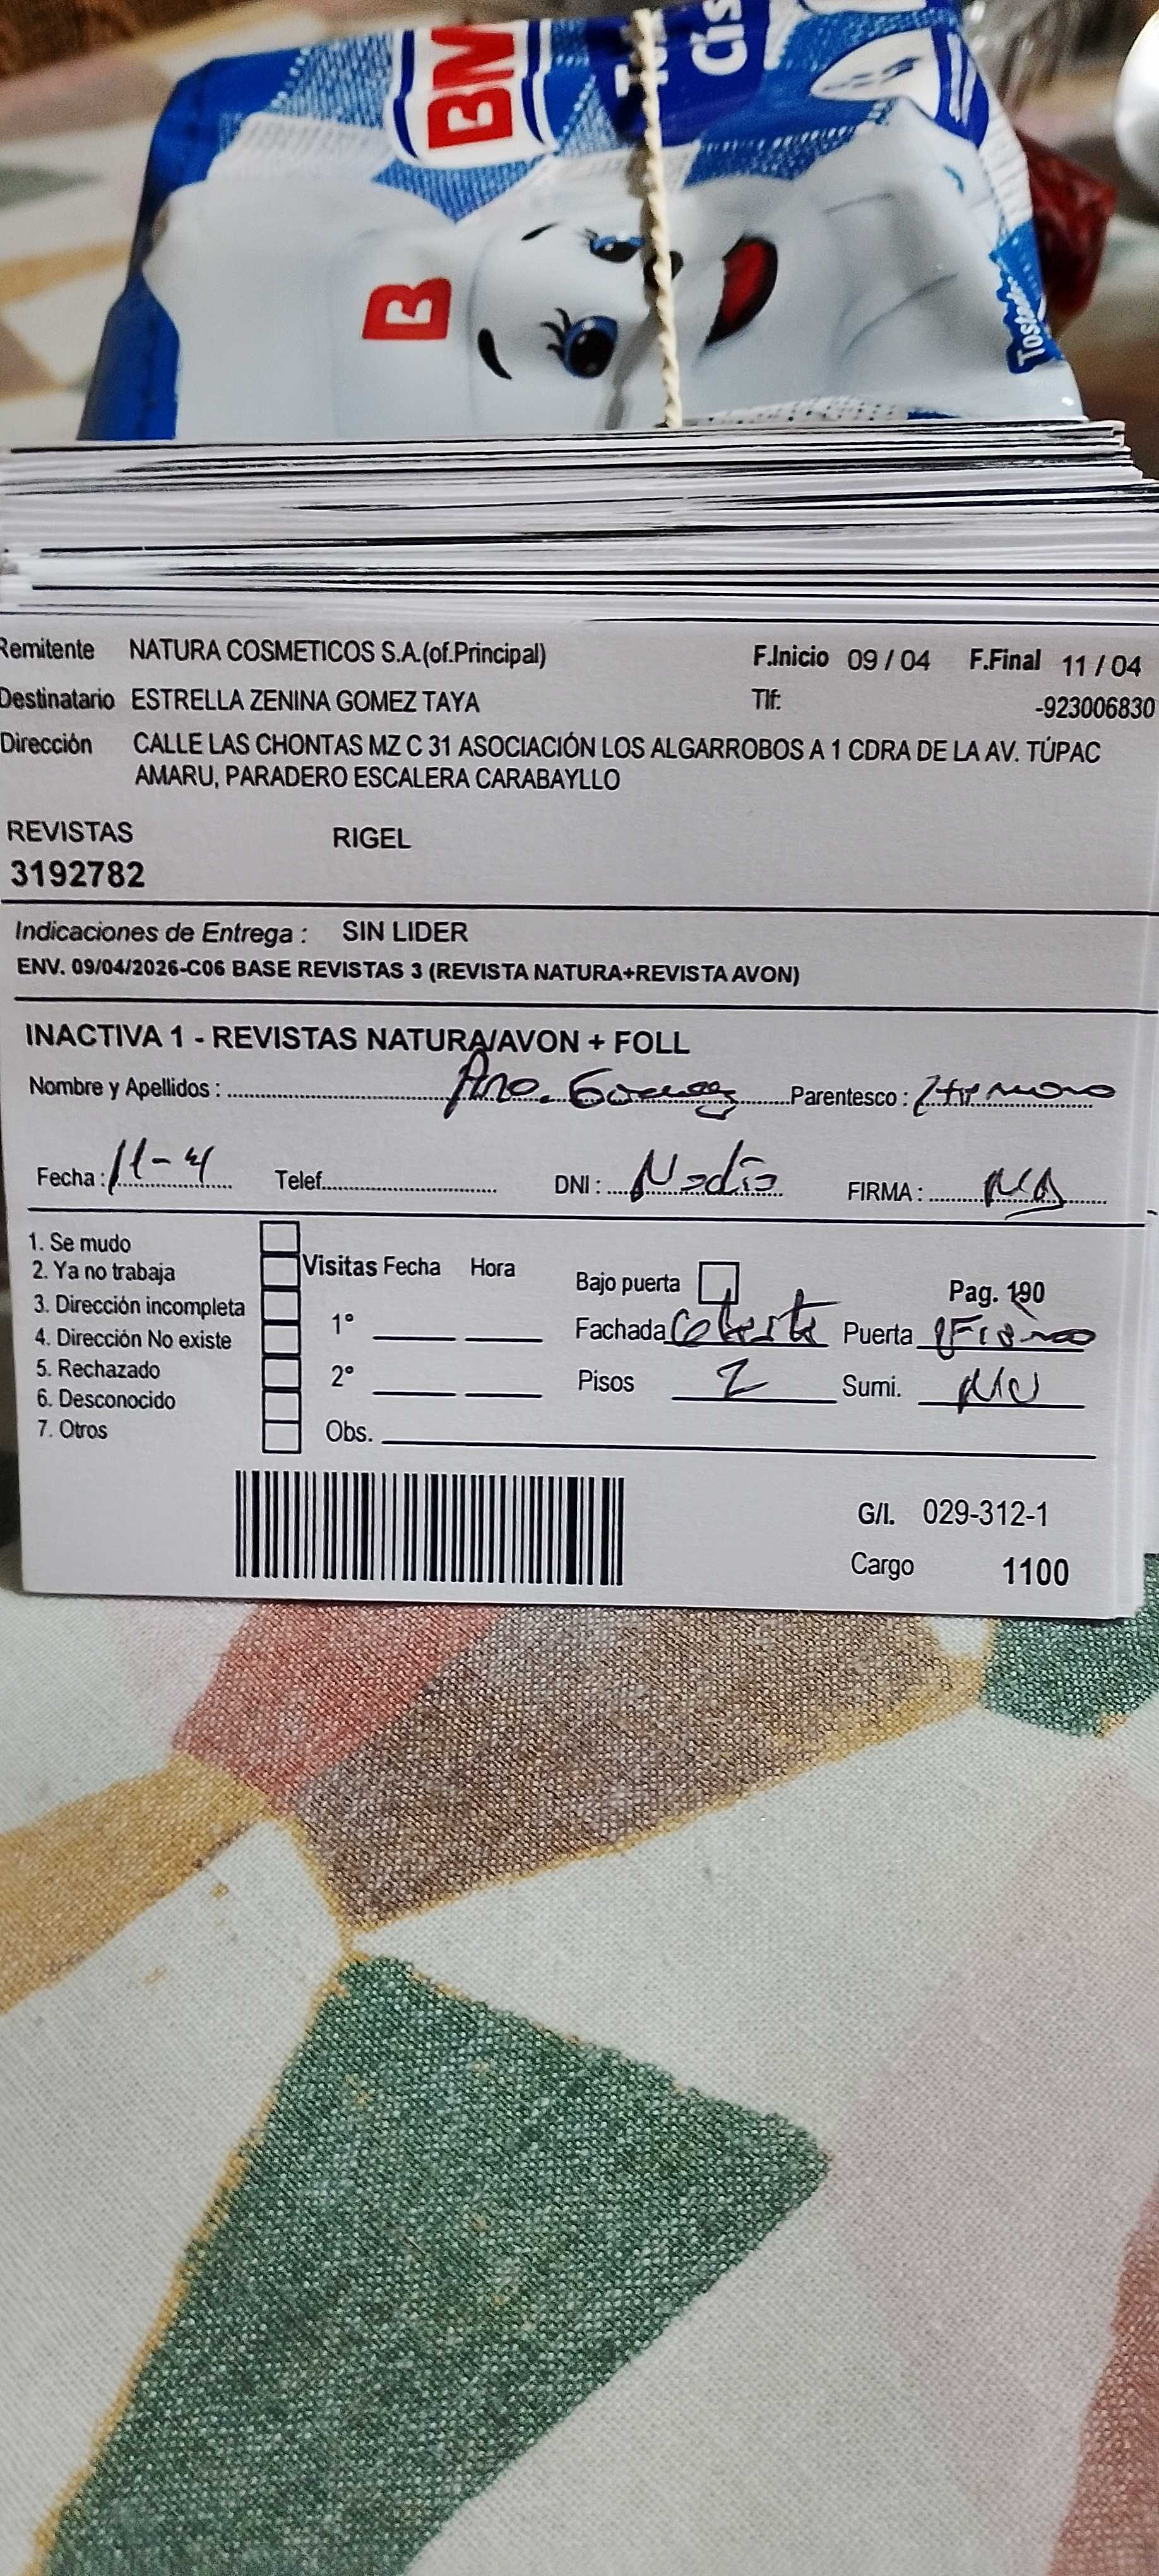 BM
Cís
B
Tostao
Remitente NATURA COSMETICOS S.A.(of.Principal) F.Inicio 09 / 04 F.Final 11 / 04
Destinatario ESTRELLA ZENINA GOMEZ TAYA Tlf: -923006830
Dirección CALLE LAS CHONTAS MZ C 31 ASOCIACIÓN LOS ALGARROBOS A 1 CDRA DE LA AV. TÚPAC
AMARU, PARADERO ESCALERA CARABAYLLO
REVISTAS RIGEL
3192782
Indicaciones de Entrega : SIN LIDER
ENV. 09/04/2026-C06 BASE REVISTAS 3 (REVISTA NATURA+REVISTA AVON)
INACTIVA 1 - REVISTAS NATURA/AVON + FOLL
Nombre y Apellidos : Parentesco :
Fecha : 11-4 Telef. DNI : FIRMA :
1. Se mudo
2. Ya no trabaja Visitas Fecha Hora Bajo puerta Pag. 190
3. Dirección incompleta 1° Fachada Celeste Puerta
4. Dirección No existe
5. Rechazado 2° Pisos 2 Sumi.
6. Desconocido
7. Otros Obs.
G/I. 029-312-1
Cargo 1100